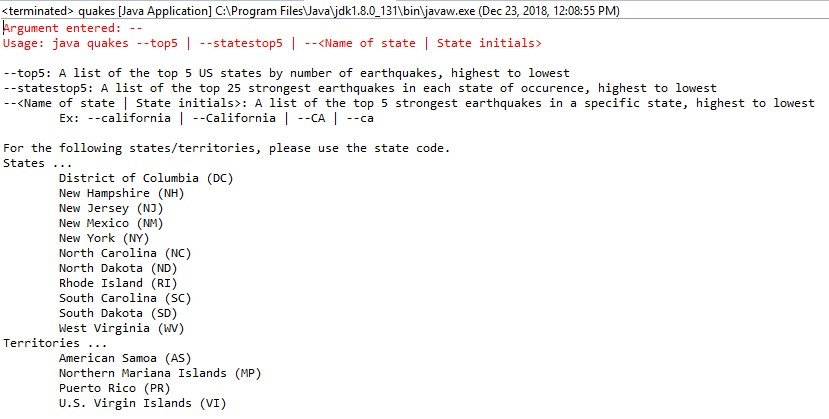 <terminated> quakes [Java Application] C:\Program Files\Java\jdk1.8.0_131\bin\javaw.exe (Dec 23, 2018, 12:08:55 PM)
Argument entered: --
Usage: java quakes --top5 | --statestop5 | --<Name of state | State initials>
--top5: A list of the top 5 US states by number of earthquakes, highest to lowest
--statestop5: A list of the top 25 strongest earthquakes in each state of occurence, highest to lowest
--<Name of state | State initials>: A list of the top 5 strongest earthquakes in a specific state, highest to lowest
Ex: --california | --California | --CA | --ca
For the following states/territories, please use the state code.
States ...
District of Columbia (DC)
New Hampshire (NH)
New Jersey (NJ)
New Mexico (NM)
New York (NY)
North Carolina (NC)
North Dakota (ND)
Rhode Island (RI)
South Carolina (SC)
South Dakota (SD)
West Virginia (WV)
Territories ...
American Samoa (AS)
Northern Mariana Islands (MP)
Puerto Rico (PR)
U.S. Virgin Islands (VI)